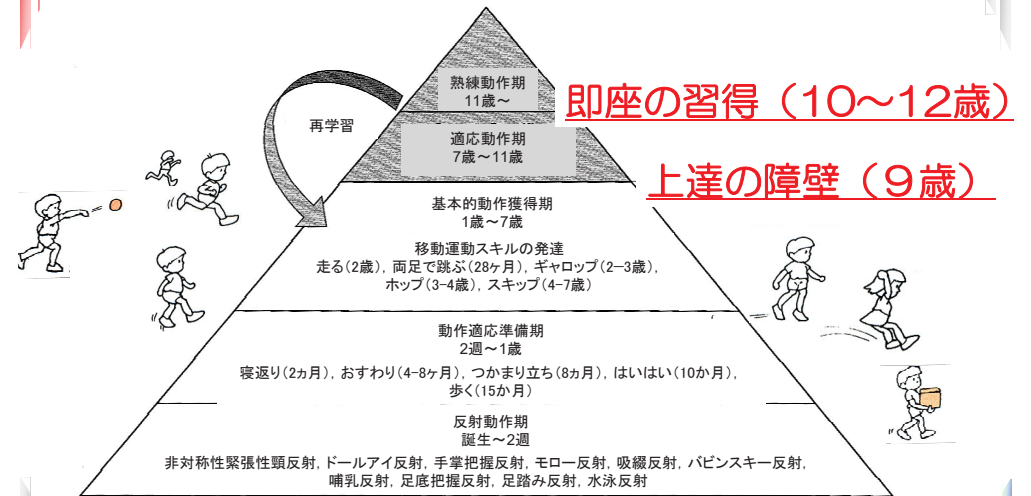 熟練動作期
11歳～
即座の習得（10～12歳）
再学習
適応動作期
7歳～11歳
上達の障壁（9歳）
基本的動作獲得期
1歳～7歳
移動運動スキルの発達
走る(2歳), 両足で跳ぶ(28ヶ月), ギャロップ(2－3歳),
ホップ(3-4歳), スキップ(4-7歳)
動作適応準備期
2週～1歳
寝返り(2ヵ月), おすわり(4-8ヶ月), つかまり立ち(8ヵ月), はいはい(10か月),
歩く(15か月)
反射動作期
誕生～2週
非対称性緊張性頸反射, ドールアイ反射, 手掌把握反射, モロー反射, 吸綴反射, バビンスキー反射,
哺乳反射, 足底把握反射, 足踏み反射, 水泳反射